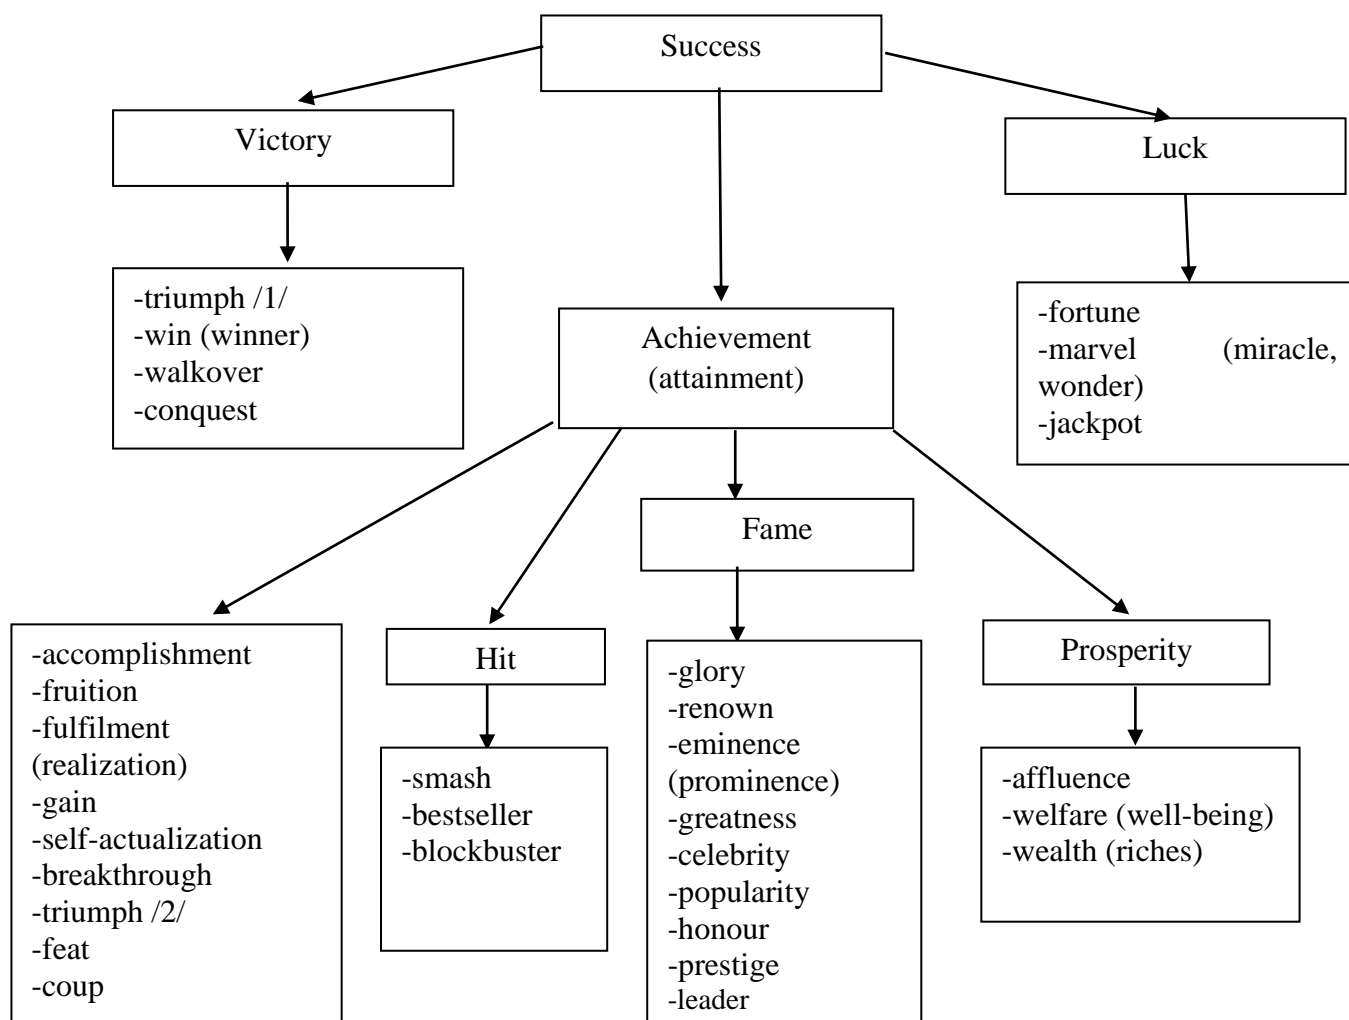 Success
Victory
Luck
-triumph /1/
-win (winner)
-walkover
-conquest
-fortune
-marvel (miracle,
wonder)
-jackpot
Achievement
(attainment)
Fame
-accomplishment
-fruition
-fulfilment
(realization)
-gain
-self-actualization
-breakthrough
-triumph /2/
-feat
-coup
Hit
-smash
-bestseller
-blockbuster
-glory
-renown
-eminence
(prominence)
-greatness
-celebrity
-popularity
-honour
-prestige
-leader
Prosperity
-affluence
-welfare (well-being)
-wealth (riches)